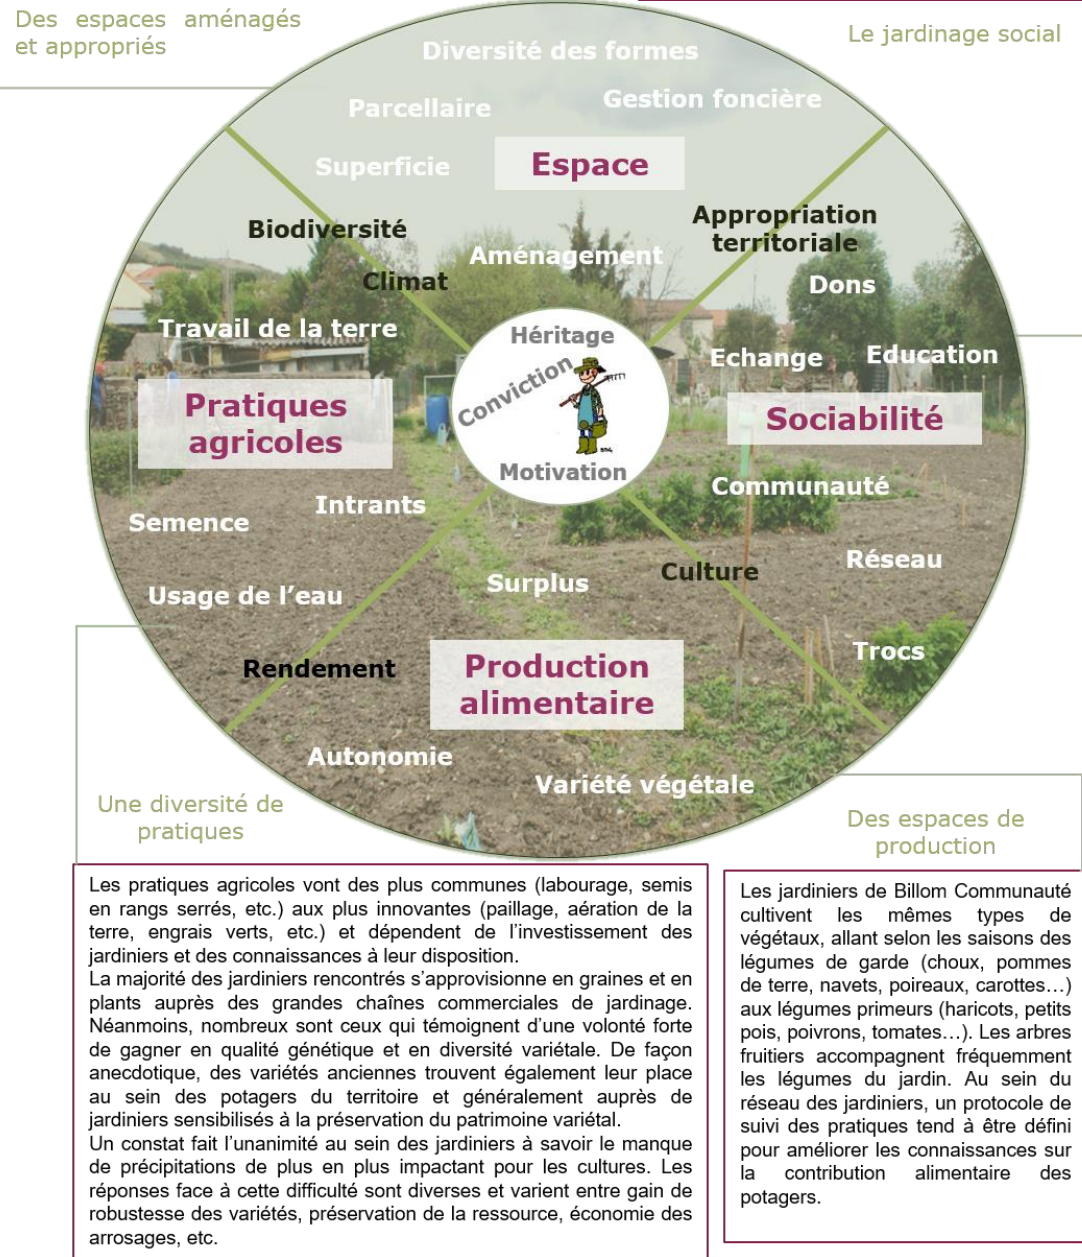 Des espaces aménagés
et appropriés
Le jardinage social
Diversité des formes
Parcellaire
Gestion foncière
Superficie
Espace
Biodiversité
Appropriation
territoriale
Aménagement
Climat
Dons
Travail de la terre
Héritage
Conviction
Motivation
Echange
Education
Pratiques
agricoles
Sociabilité
Communauté
Intrants
Semence
Réseau
Culture
Surplus
Usage de l'eau
Trocs
Rendement
Production
alimentaire
Autonomie
Variété végétale
Une diversité de
pratiques
Des espaces de
production
Les pratiques agricoles vont des plus communes (labourage, semis
en rangs serrés, etc.) aux plus innovantes (paillage, aération de la
terre, engrais verts, etc.) et dépendent de l'investissement des
jardiniers et des connaissances à leur disposition.
La majorité des jardiniers rencontrés s'approvisionne en graines et en
plants auprès des grandes chaînes commerciales de jardinage.
Néanmoins, nombreux sont ceux qui témoignent d'une volonté forte
de gagner en qualité génétique et en diversité variétale. De façon
anecdotique, des variétés anciennes trouvent également leur place
au sein des potagers du territoire et généralement auprès de
jardiniers sensibilisés à la préservation du patrimoine variétal.
Un constat fait l'unanimité au sein des jardiniers à savoir le manque
de précipitations de plus en plus impactant pour les cultures. Les
réponses face à cette difficulté sont diverses et varient entre gain de
robustesse des variétés, préservation de la ressource, économie des
arrosages, etc.
Les jardiniers de Billom Communauté
cultivent les mêmes types de
végétaux, allant selon les saisons des
légumes de garde (choux, pommes
de terre, navets, poireaux, carottes…)
aux légumes primeurs (haricots, petits
pois, poivrons, tomates…). Les arbres
fruitiers accompagnent fréquemment
les légumes du jardin. Au sein du
réseau des jardiniers, un protocole de
suivi des pratiques tend à être défini
pour améliorer les connaissances sur
la contribution alimentaire des
potagers.